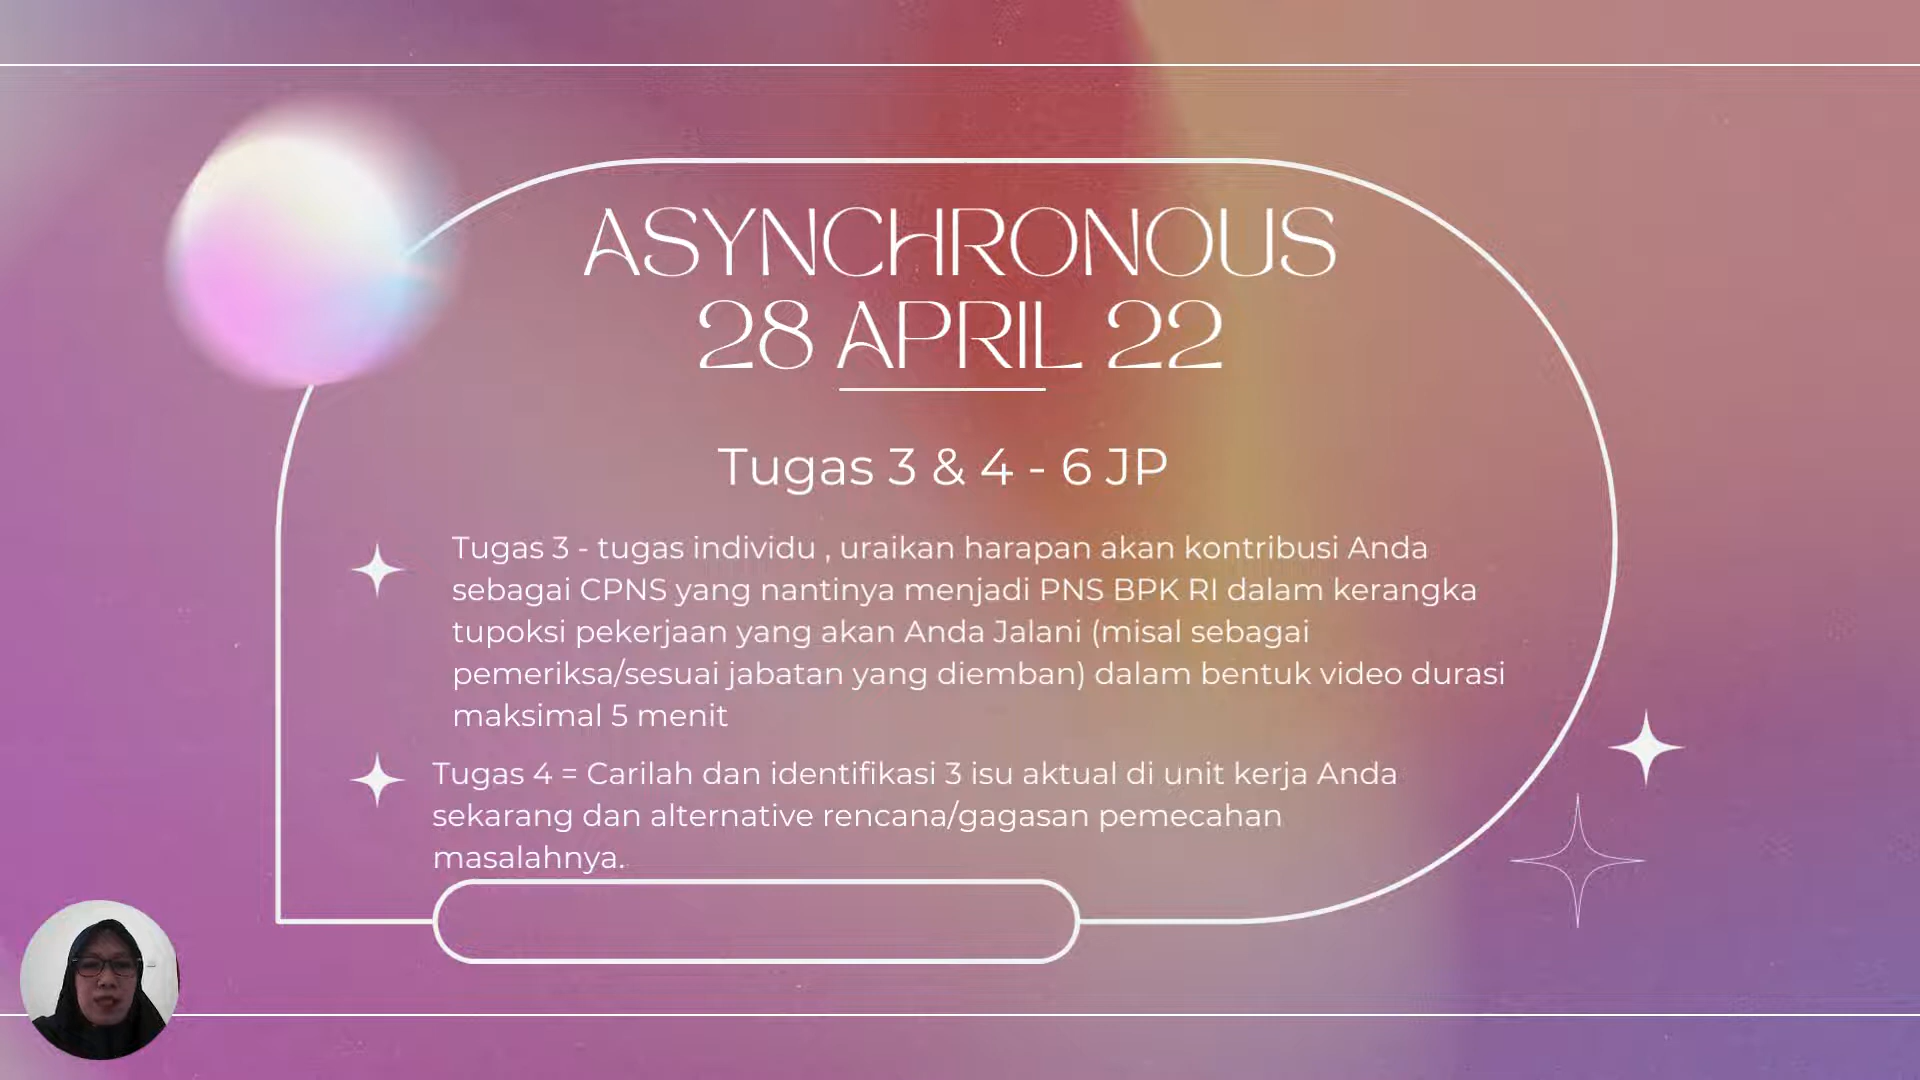 ASYNCHRONOUS
28 APRIL 22
Tugas 3 & 4 - 6 JP
Tugas 3 - tugas individu , uraikan harapan akan kontribusi Anda
sebagai CPNS yang nantinya menjadi PNS BPK RI dalam kerangka
tupoksi pekerjaan yang akan Anda Jalani (misal sebagai
pemeriksa/sesuai jabatan yang diemban) dalam bentuk video durasi
maksimal 5 menit
Tugas 4 = Carilah dan identifikasi 3 isu aktual di unit kerja Anda
sekarang dan alternative rencana/gagasan pemecahan
masalahnya.